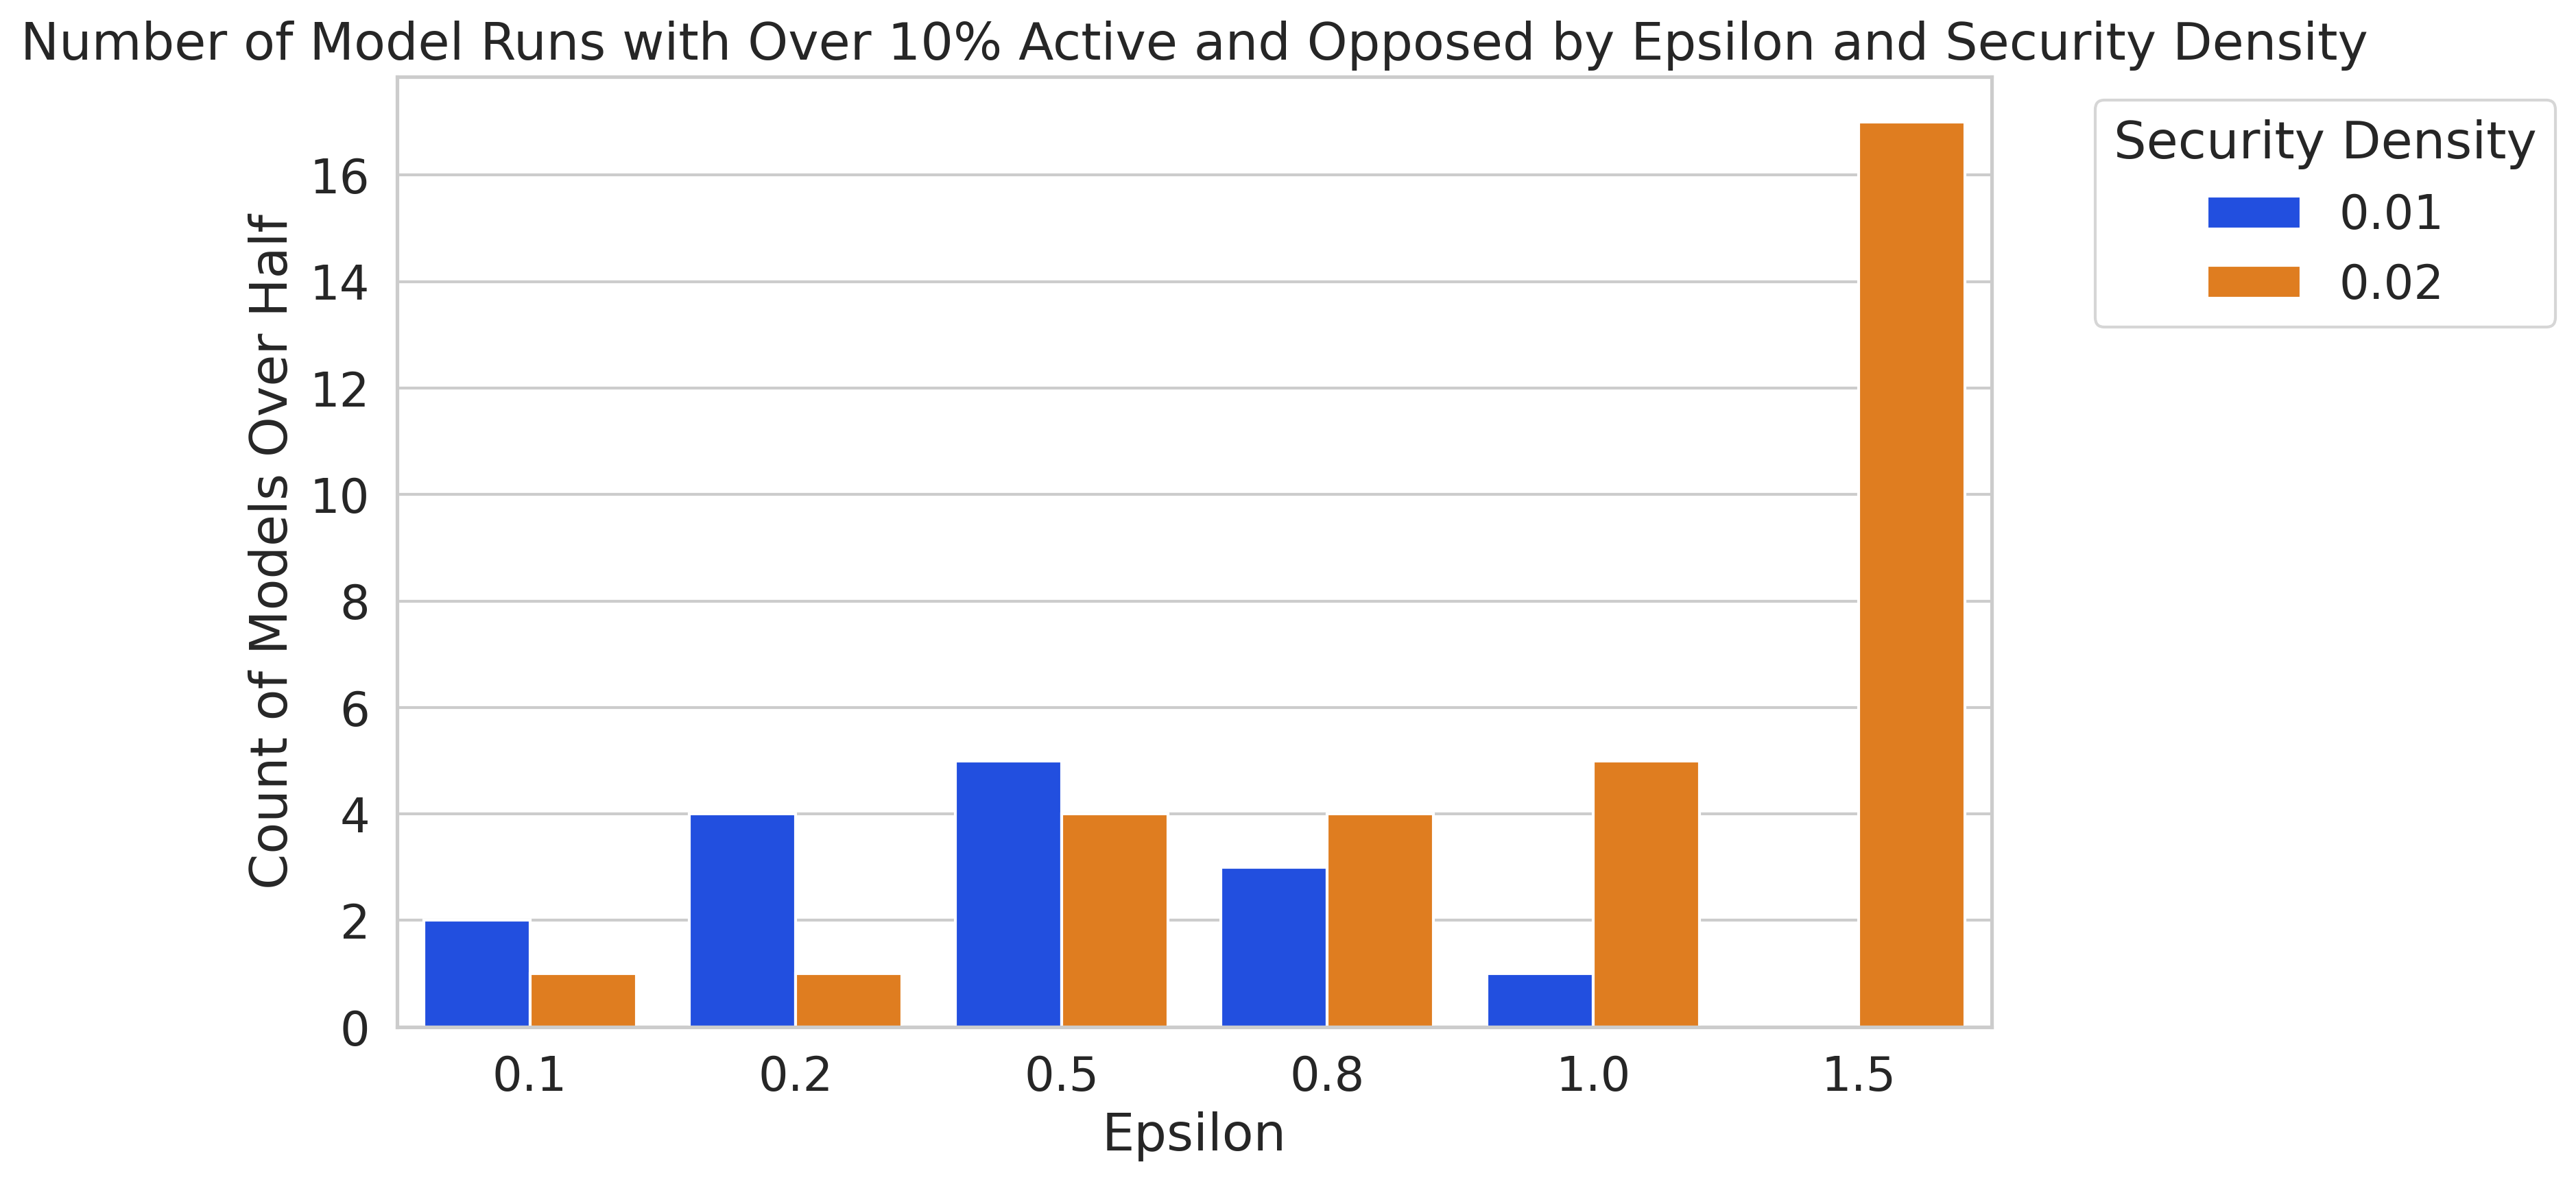 Number of Model Runs with Over 10% Active and Opposed by Epsilon and Security Density
Count of Models Over Half
16
14
12
10
8
6
4
2
0
0.1 0.2 0.5 0.8 1.0 1.5
Epsilon
Security Density
0.01
0.02